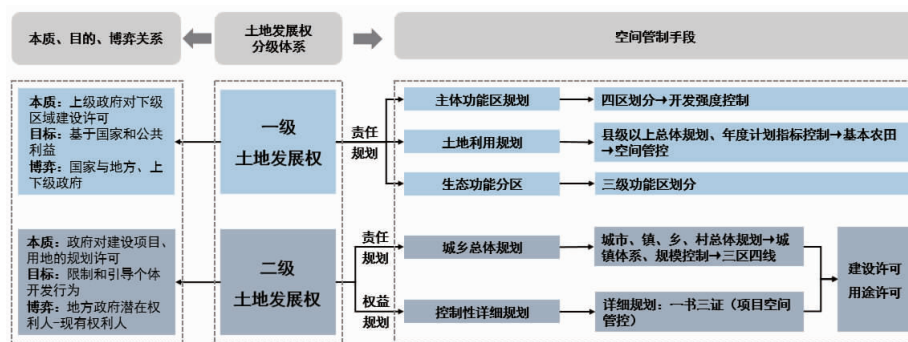 本质、目的、博弈关系
土地发展权
分级体系
空间管制手段
本质：上级政府对下级
区域建设许可
目标：基于国家和公共
利益
博弈：国家与地方、上
下级政府
一级
土地发展权
责任
规划
主体功能区规划
四区划分→开发强度控制
土地利用规划
县级以上总体规划、年度计划指标控制→基本农田
→空间管控
生态功能分区
三级功能区划分
本质：政府对建设项目、
用地的规划许可
目标：限制和引导个体
开发行为
博弈：地方政府潜在权
利人-现有权利人
二级
土地发展权
责任
规划
城乡总体规划
城市、镇、乡、村总体规划→城
镇体系、规模控制→三区四线
权益
规划
控制性详细规划
详细规划：一书三证（项目空间
管控）
建设许可
用途许可